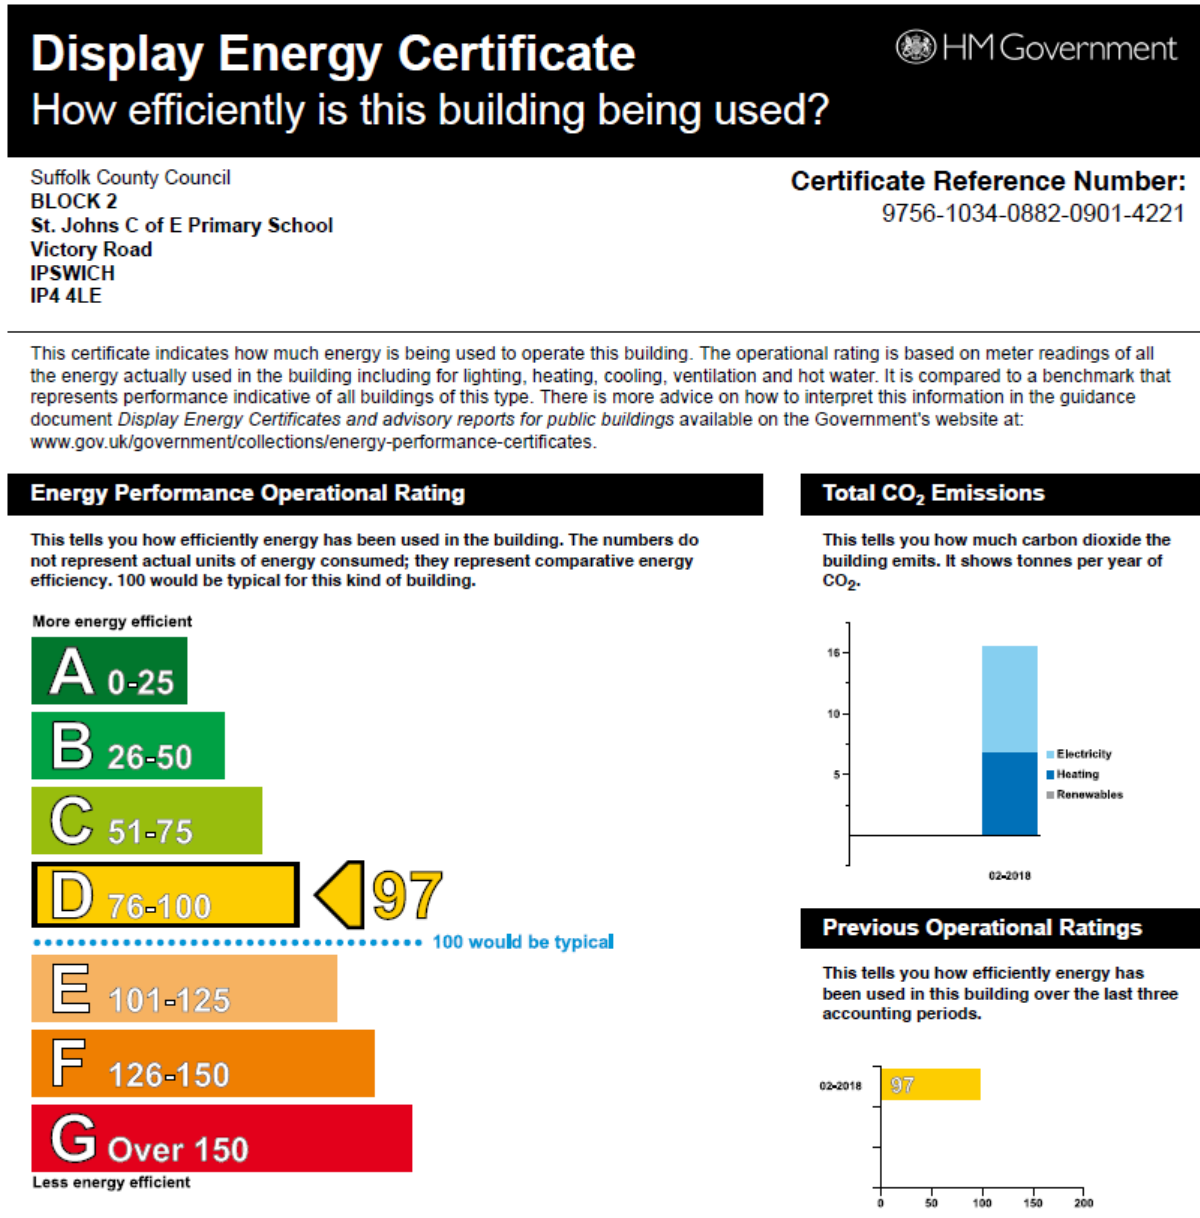 Display Energy Certificate
HM Government
How efficiently is this building being used?
Suffolk County Council
BLOCK 2
St. Johns C of E Primary School
Victory Road
IPSWICH
IP4 4LE
Certificate Reference Number:
9756-1034-0882-0901-4221
This certificate indicates how much energy is being used to operate this building. The operational rating is based on meter readings of all
the energy actually used in the building including for lighting, heating, cooling, ventilation and hot water. It is compared to a benchmark that
represents performance indicative of all buildings of this type. There is more advice on how to interpret this information in the guidance
document Display Energy Certificates and advisory reports for public buildings available on the Government's website at:
www.gov.uk/government/collections/energy-performance-certificates.
Energy Performance Operational Rating
This tells you how efficiently energy has been used in the building. The numbers do
not represent actual units of energy consumed; they represent comparative energy
efficiency. 100 would be typical for this kind of building.
More energy efficient
A 0-25
B 26-50
C 51-75
D 76-100
97
100 would be typical
E 101-125
F 126-150
G Over 150
Less energy efficient
Total CO₂ Emissions
This tells you how much carbon dioxide the
building emits. It shows tonnes per year of
CO₂.
15
10
5
Electricity
Heating
Renewables
02-2018
Previous Operational Ratings
This tells you how efficiently energy has
been used in this building over the last three
accounting periods.
02-2018
97
0 50 100 150 200